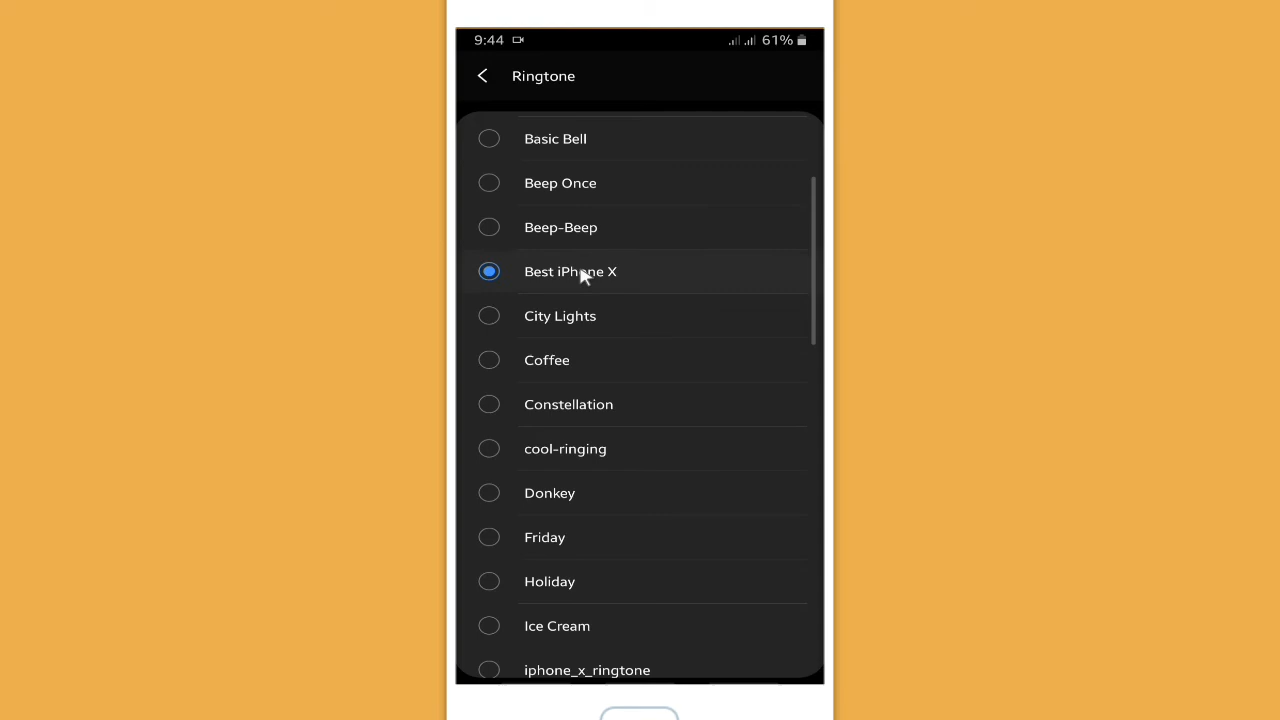 9:44 61%
Ringtone
Basic Bell
Beep Once
Beep-Beep
Best iPhone X
City Lights
Coffee
Constellation
cool-ringing
Donkey
Friday
Holiday
Ice Cream
iphone_x_ringtone